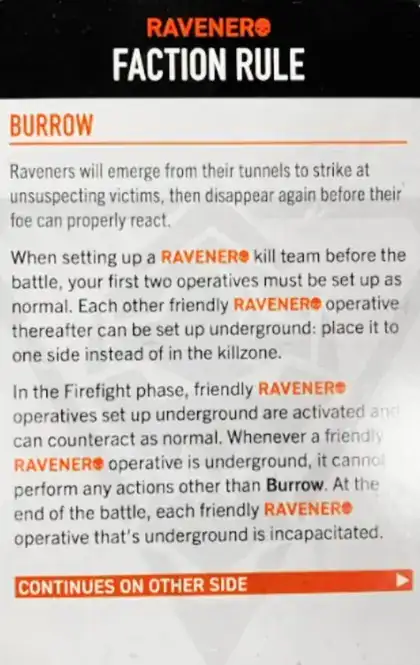 RAVENER
FACTION RULE
BURROW
Raveners will emerge from their tunnels to strike at
unsuspecting victims, then disappear again before their
foe can properly react.
When setting up a RAVENER kill team before the
battle, your first two operatives must be set up as
normal. Each other friendly RAVENER operative
thereafter can be set up underground: place it to
one side instead of in the killzone.
In the Firefight phase, friendly RAVENER
operatives set up underground are activated and
can counteract as normal. Whenever a friendly
RAVENER operative is underground, it cannot
perform any actions other than Burrow. At the
end of the battle, each friendly RAVENER
operative that's underground is incapacitated.
CONTINUES ON OTHER SIDE